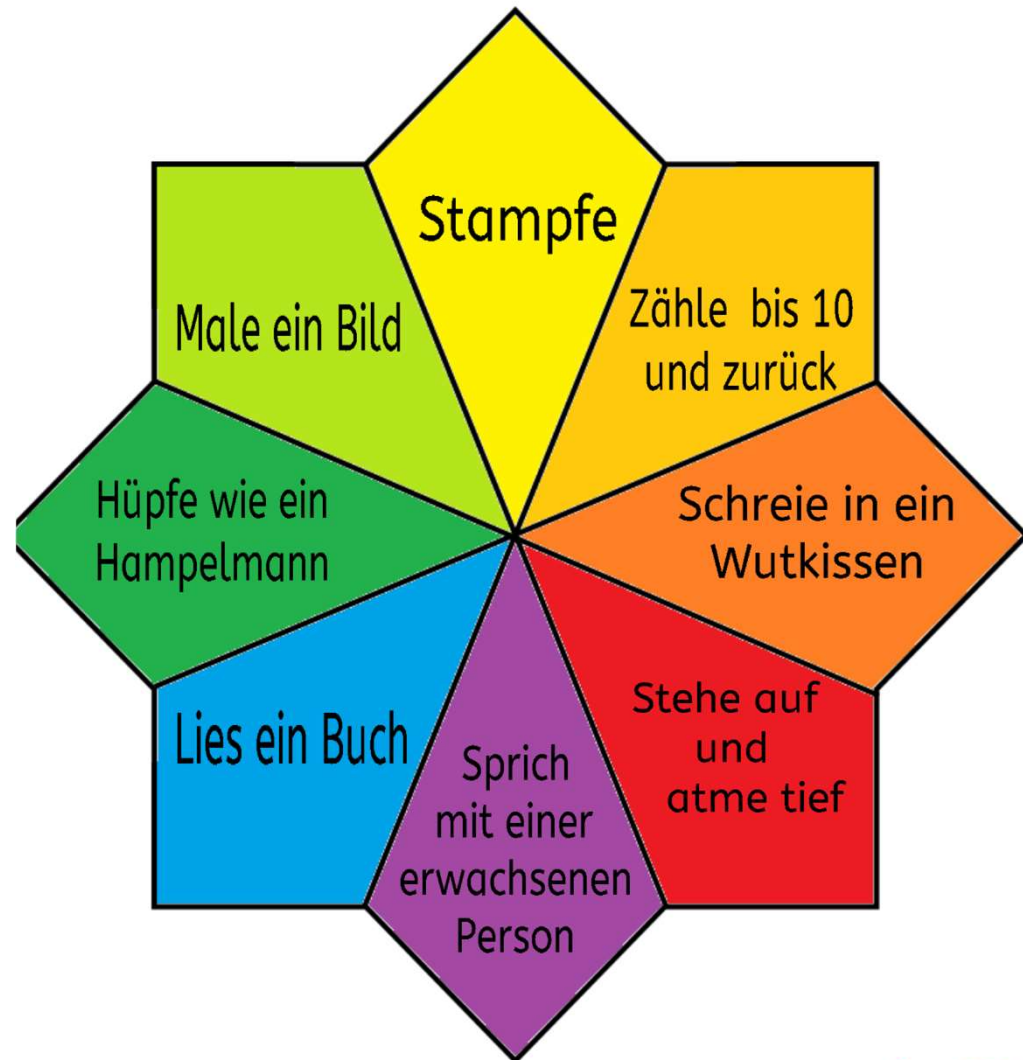 Stampfe
Zähle bis 10
und zurück
Schreie in ein
Wutkissen
Stehe auf
und
atme tief
Sprich
mit einer
erwachsenen
Person
Lies ein Buch
Hüpfe wie ein
Hampelmann
Male ein Bild